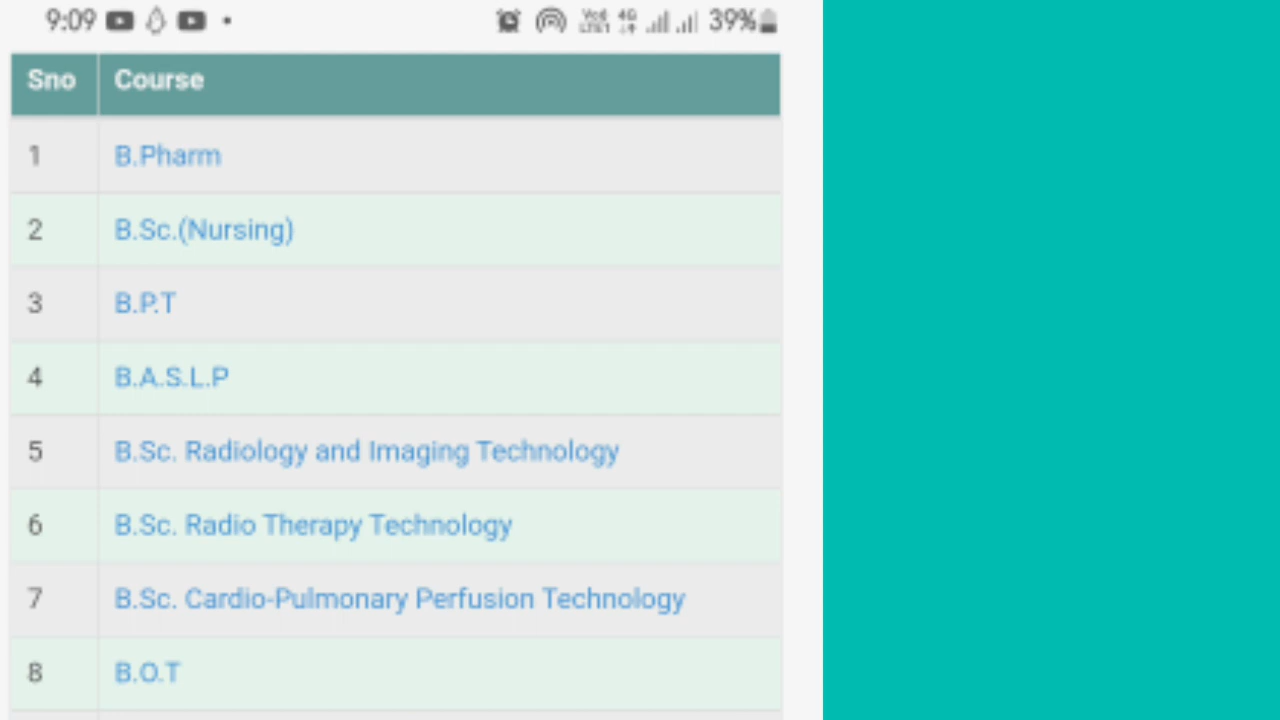 9:09 39%
Sno Course
1 B.Pharm
2 B.Sc.(Nursing)
3 B.P.T
4 B.A.S.L.P
5 B.Sc. Radiology and Imaging Technology
6 B.Sc. Radio Therapy Technology
7 B.Sc. Cardio-Pulmonary Perfusion Technology
8 B.O.T